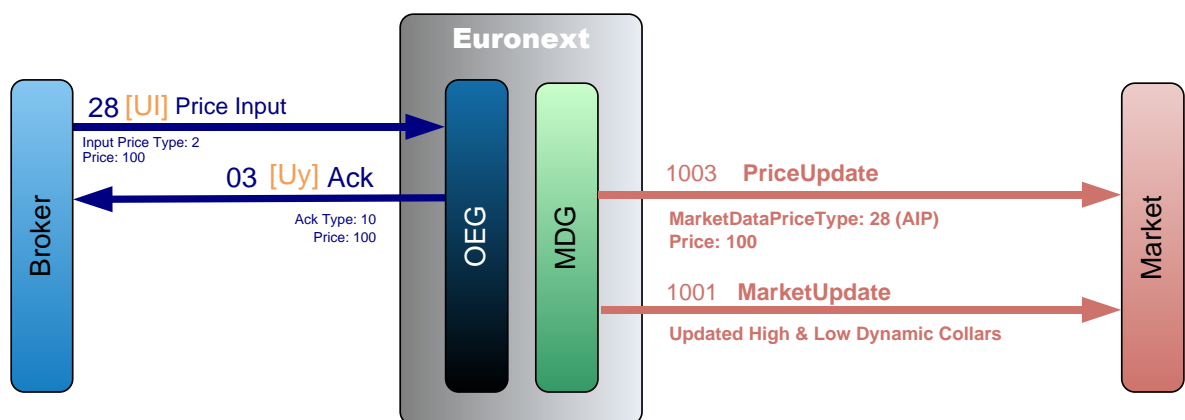 Euronext
Broker
28 [UI] Price Input
Input Price Type: 2
Price: 100
03 [Uy] Ack
Ack Type: 10
Price: 100
OEG
MDG
1003 PriceUpdate
MarketDataPriceType: 28 (AIP)
Price: 100
1001 MarketUpdate
Updated High & Low Dynamic Collars
Market